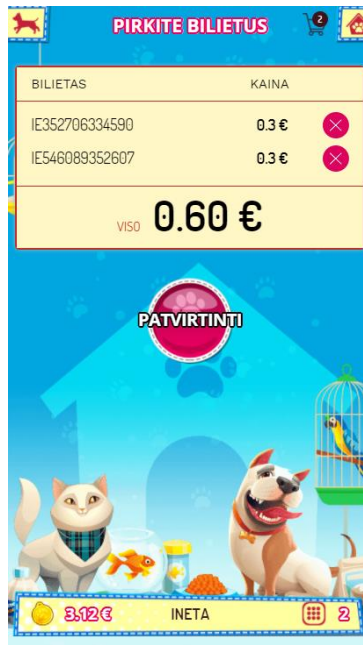 PIRKITE BILIETUS 2
BILIETAS KAINA
IE352706334590 0.3 €
IE546089352607 0.3 €
VISO 0.60 €
PATVIRTINTI
3.12 € INETA 2